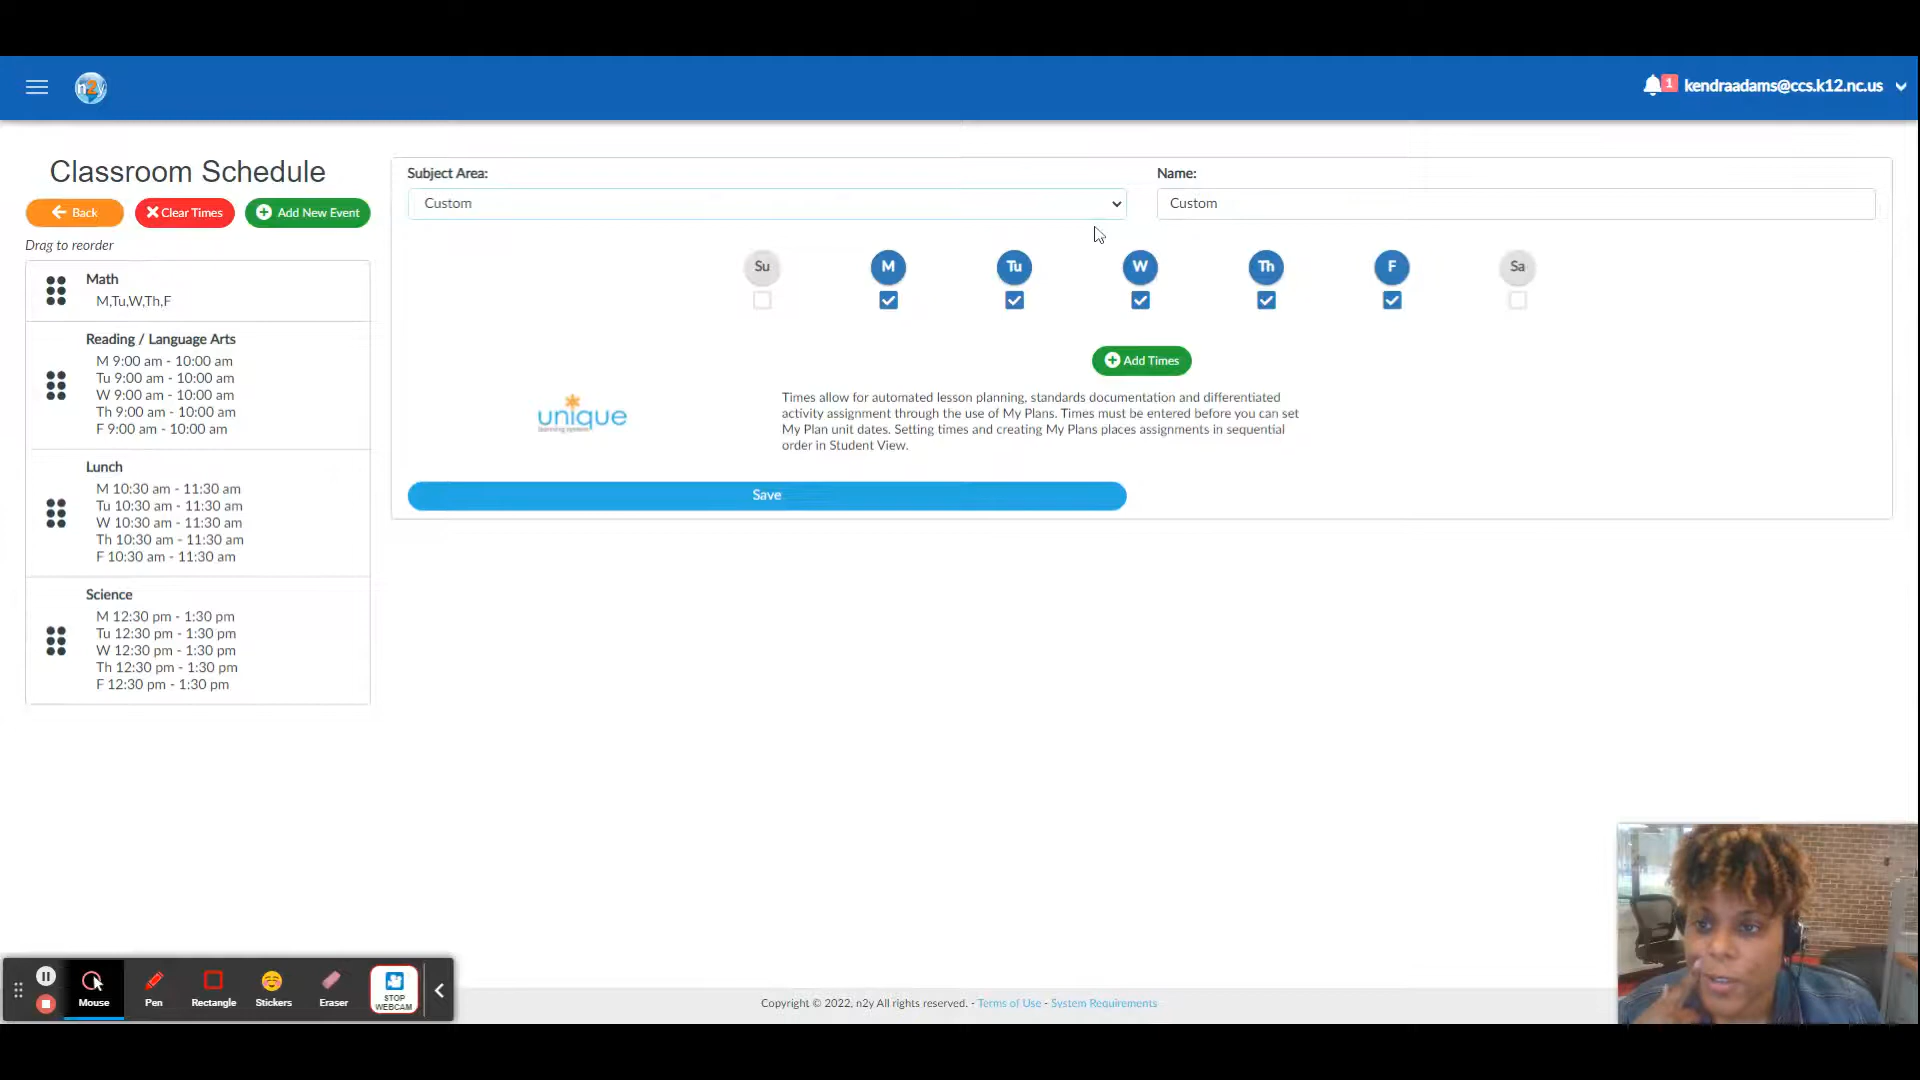 n2y
1
kendraadams@ccs.k12.nc.us
Classroom Schedule
Back
Clear Times
Add New Event
Drag to reorder
Math
M,Tu,W,Th,F
Reading / Language Arts
M 9:00 am - 10:00 am
Tu 9:00 am - 10:00 am
W 9:00 am - 10:00 am
Th 9:00 am - 10:00 am
F 9:00 am - 10:00 am
Lunch
M 10:30 am - 11:30 am
Tu 10:30 am - 11:30 am
W 10:30 am - 11:30 am
Th 10:30 am - 11:30 am
F 10:30 am - 11:30 am
Science
M 12:30 pm - 1:30 pm
Tu 12:30 pm - 1:30 pm
W 12:30 pm - 1:30 pm
Th 12:30 pm - 1:30 pm
F 12:30 pm - 1:30 pm
Subject Area:
Name:
Custom
Custom
Su M Tu W Th F Sa
Add Times
unique
learning system
Times allow for automated lesson planning, standards documentation and differentiated
activity assignment through the use of My Plans. Times must be entered before you can set
My Plan unit dates. Setting times and creating My Plans places assignments in sequential
order in Student View.
Save
Mouse
Pen
Rectangle
Stickers
Eraser
STOP
WEBCAM
Copyright © 2022, n2y All rights reserved. - Terms of Use - System Requirements